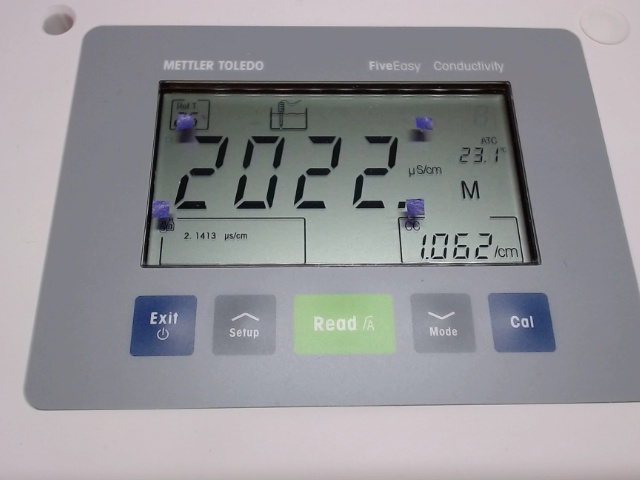 METTLER TOLEDO FiveEasy Conductivity
Ref.T.
ATC
2022. μS/cm 23.1°C
M
2. 1413 μs/cm 1.062/cm
Exit Setup Read /A Mode Cal